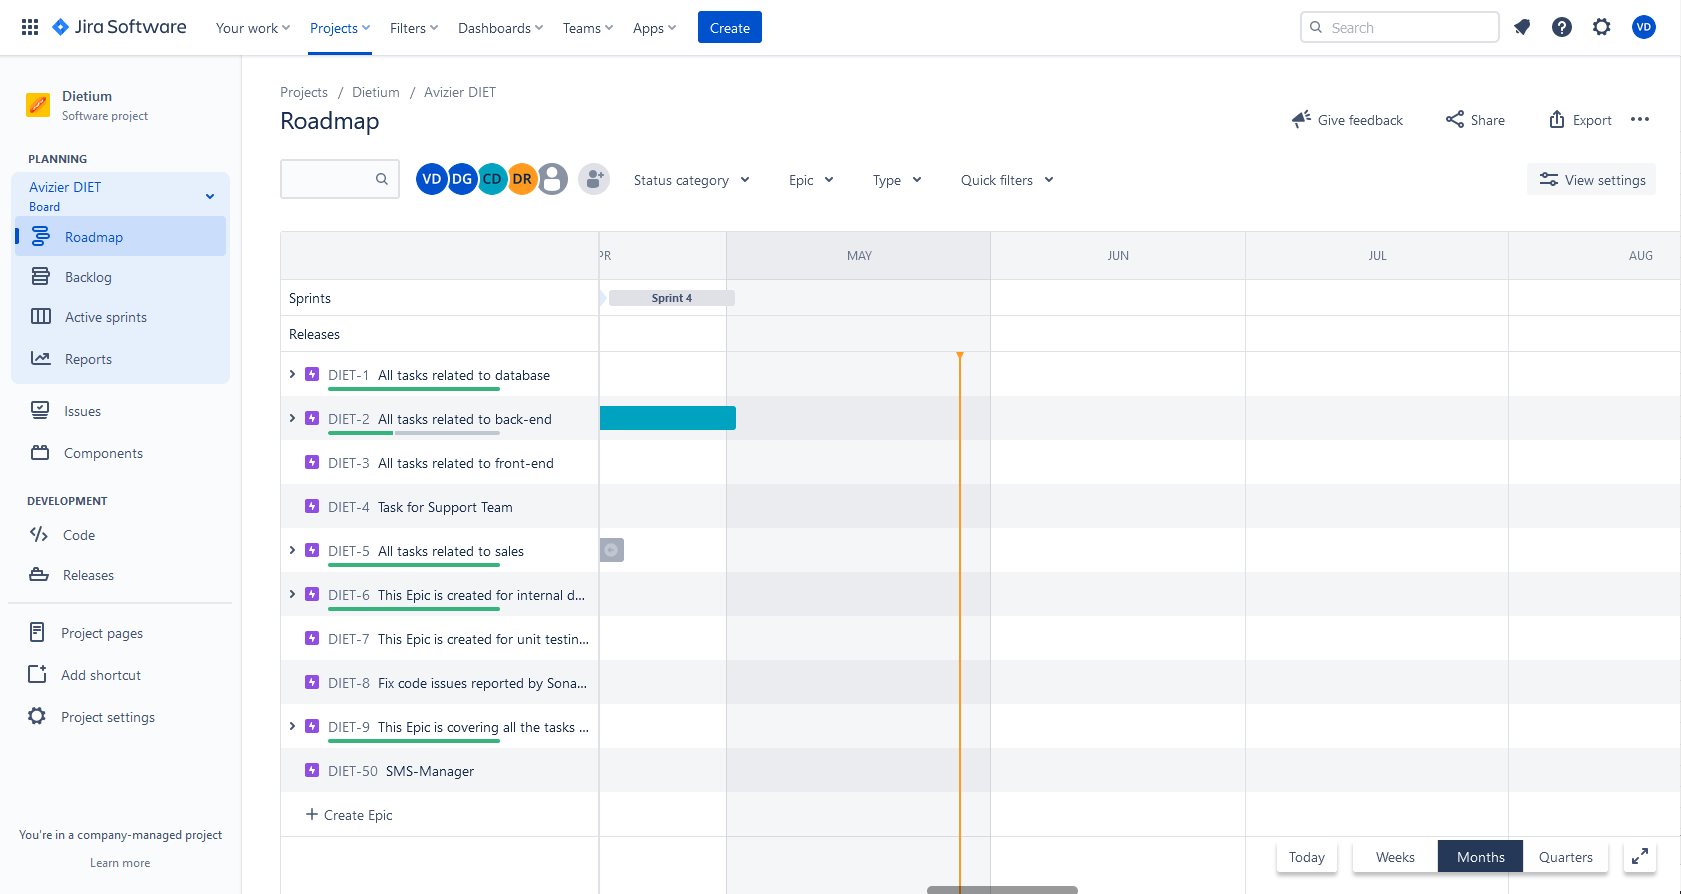 Jira Software Your work Projects Filters Dashboards Teams Apps Create Search VD
Dietium
Software project
PLANNING
Avizier DIET
Board
Roadmap
Backlog
Active sprints
Reports
Issues
Components
DEVELOPMENT
Code
Releases
Project pages
Add shortcut
Project settings
You're in a company-managed project
Learn more
Projects / Dietium / Avizier DIET
Roadmap
Give feedback Share Export
VD DG CD DR Status category Epic Type Quick filters View settings
PR MAY JUN JUL AUG
Sprints Sprint 4
Releases
DIET-1 All tasks related to database
DIET-2 All tasks related to back-end
DIET-3 All tasks related to front-end
DIET-4 Task for Support Team
DIET-5 All tasks related to sales
DIET-6 This Epic is created for internal d...
DIET-7 This Epic is created for unit testin...
DIET-8 Fix code issues reported by Sona...
DIET-9 This Epic is covering all the tasks ...
DIET-50 SMS-Manager
+ Create Epic
Today Weeks Months Quarters